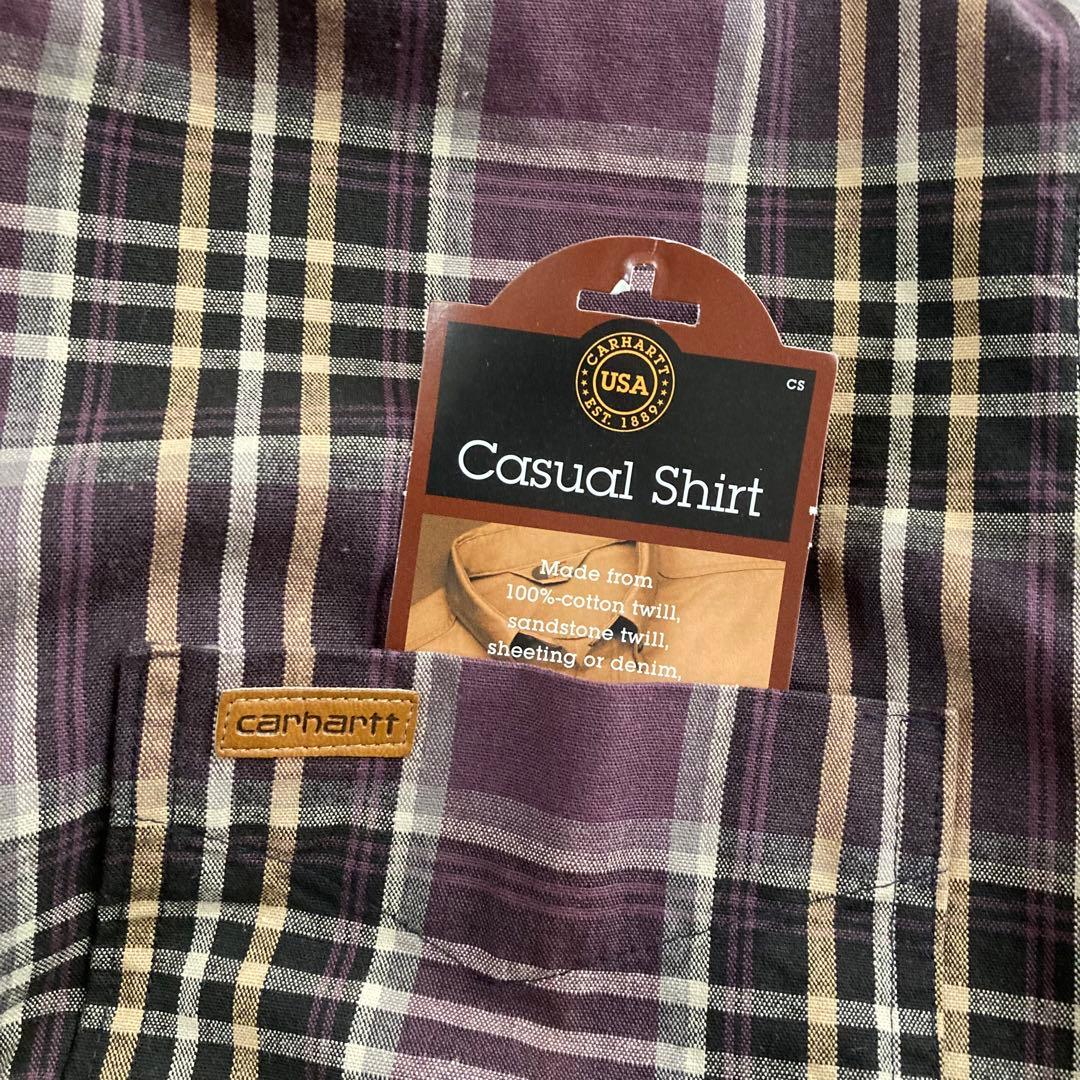 CARHARTT
USA
EST. 1889
CS
Casual Shirt
Made from
100%-cotton twill,
sandstone twill,
sheeting or denim,
carhartt